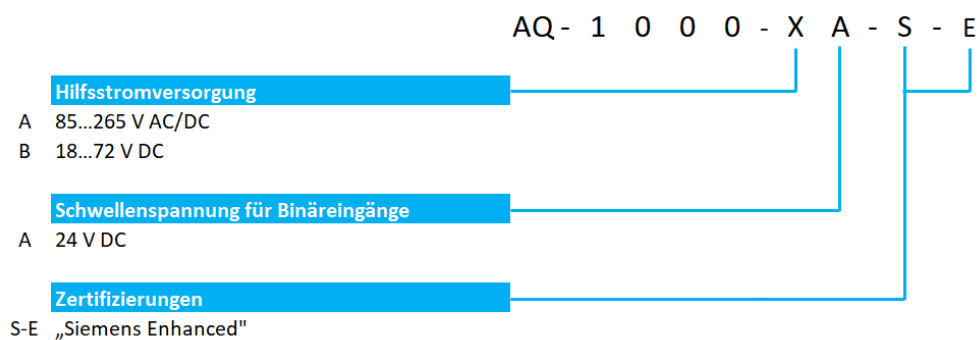 AQ - 1 0 0 0 - X A - S - E
Hilfsstromversorgung
A 85...265 V AC/DC
B 18...72 V DC
Schwellenspannung für Binäreingänge
A 24 V DC
Zertifizierungen
S-E „Siemens Enhanced"